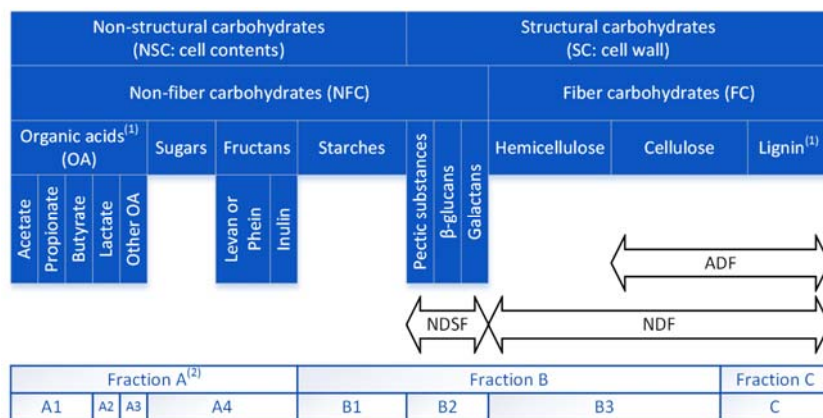 Non-structural carbohydrates
(NSC: cell contents)
Structural carbohydrates
(SC: cell wall)
Non-fiber carbohydrates (NFC)
Fiber carbohydrates (FC)
Organic acids(1)
(OA)
Sugars
Fructans
Starches
Hemicellulose
Cellulose
Lignin(1)
Acetate
Propionate
Butyrate
Lactate
Other OA
Levan or
Phein
Inulin
Pectic substances
β-glucans
Galactans
ADF
NDSF
NDF
Fraction A(2)
Fraction B
Fraction C
A1
A2
A3
A4
B1
B2
B3
C